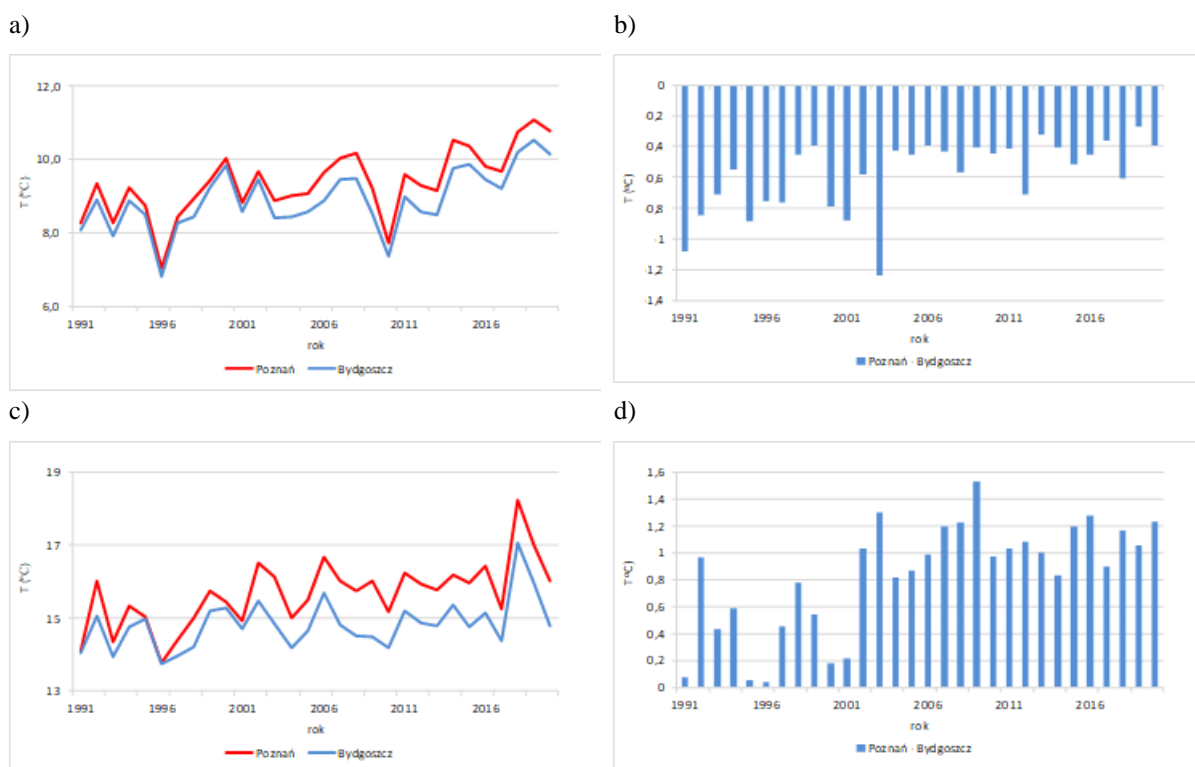 a)
12,0
10,0
8,0
6,0
T (°C)
1991 1996 2001 2006 2011 2016
rok
Poznań Bydgoszcz
b)
0
-0,2
-0,4
-0,6
-0,8
-1
-1,2
-1,4
T (°C)
1991 1996 2001 2006 2011 2016
rok
Poznań - Bydgoszcz
c)
19
17
15
13
T (°C)
1991 1996 2001 2006 2011 2016
rok
Poznań Bydgoszcz
d)
1,6
1,4
1,2
1
0,8
0,6
0,4
0,2
0
T (°C)
1991 1996 2001 2006 2011 2016
rok
Poznań - Bydgoszcz